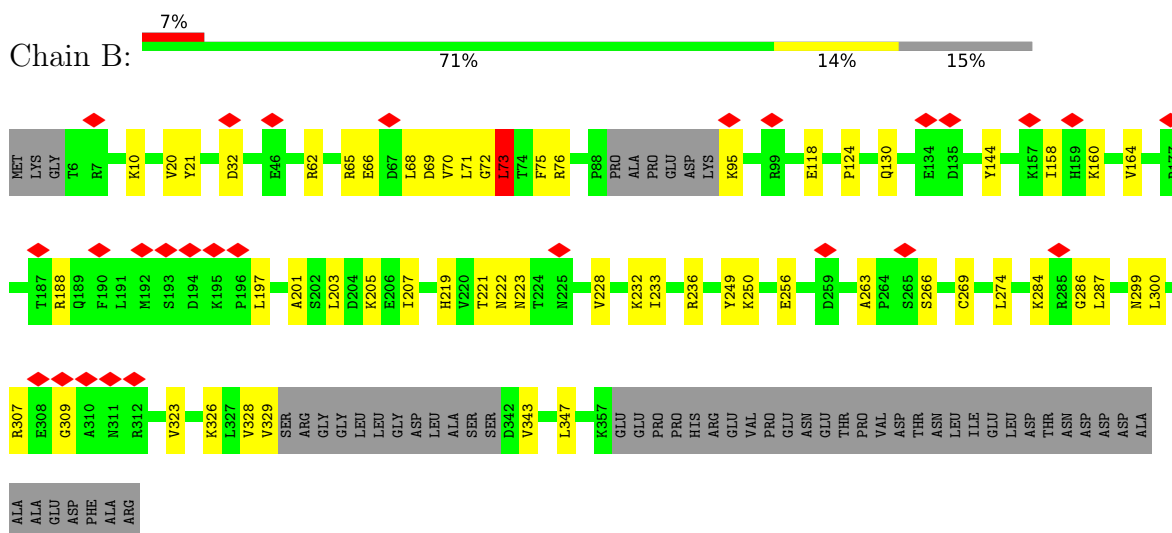 7%
Chain B:
71% 14% 15%
MET LYS GLY T6 R7 K10 V20 Y21 D32 E46 R62 R65 E66 D67 L68 D69 V70 L71 G72 L73 T74 F75 R76 P88 PRO ALA PRO GLU ASP LYS K95 R99 E118 P124 Q130 E134 D135 Y144 K157 I158 H159 K160 V164
T187 R188 Q189 F190 L191 M192 S193 D194 K195 P196 L197 A201 S202 L203 D204 K205 E206 I207 H219 V220 T221 N222 N223 T224 N225 V228 K232 I233 R236 Y249 K250 E256 D259 A263 P264 S265 S266 C269 L274 K284 R285 G286 L287 N299 L300
R307 E308 G309 A310 N311 R312 V323 K326 L327 V328 V329 SER ARG GLY GLY LEU LEU GLY ASP LEU ALA SER SER D342 V343 L347 K357 GLU GLU PRO PRO HIS ARG GLU VAL PRO GLU ASN GLU THR PRO VAL ASP THR ASN LEU ILE GLU LEU ASP THR ASN ASP ASP ASP ASP ALA
ALA ALA GLU ASP PHE ALA ARG